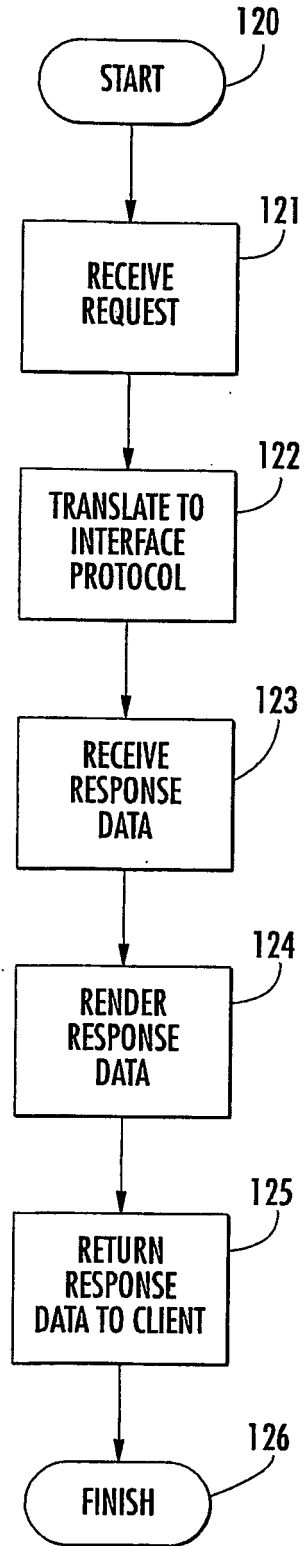 120
START
121
RECEIVE
REQUEST
122
TRANSLATE TO
INTERFACE
PROTOCOL
123
RECEIVE
RESPONSE
DATA
124
RENDER
RESPONSE
DATA
125
RETURN
RESPONSE
DATA TO CLIENT
126
FINISH